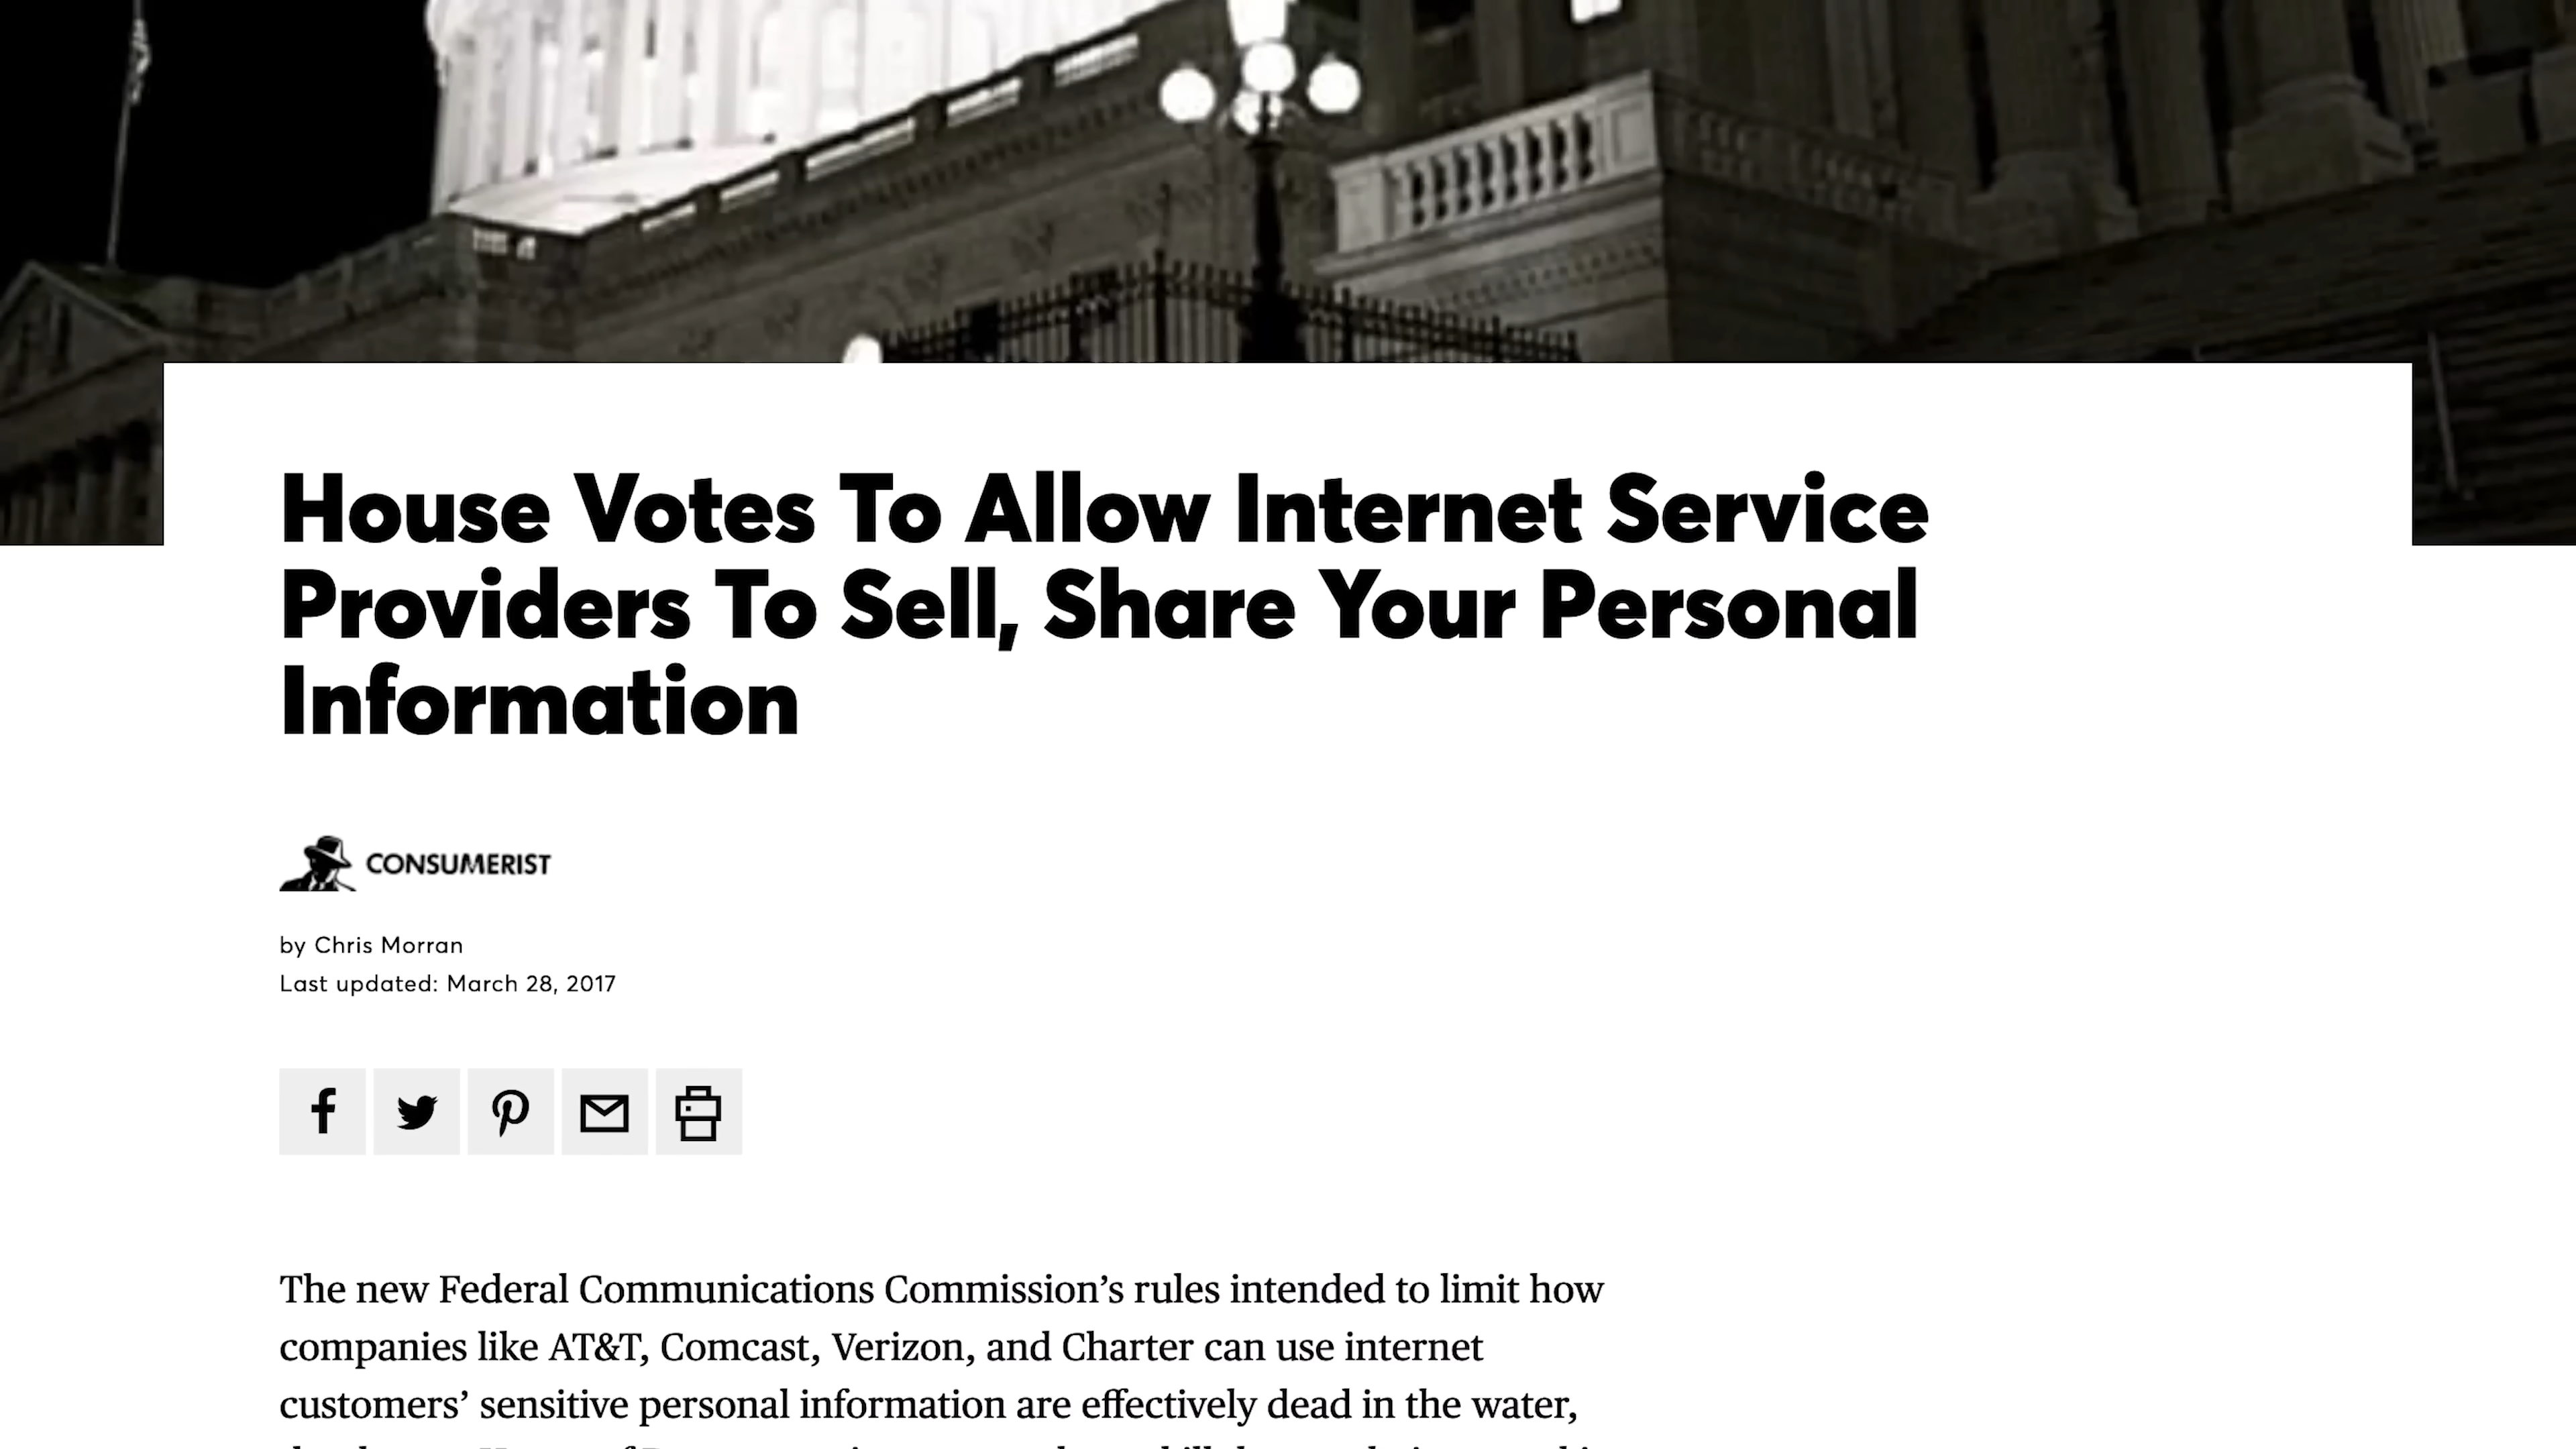 House Votes To Allow Internet Service
Providers To Sell, Share Your Personal
Information
CONSUMERIST
by Chris Morran
Last updated: March 28, 2017
The new Federal Communications Commission’s rules intended to limit how
companies like AT&T, Comcast, Verizon, and Charter can use internet
customers’ sensitive personal information are effectively dead in the water,